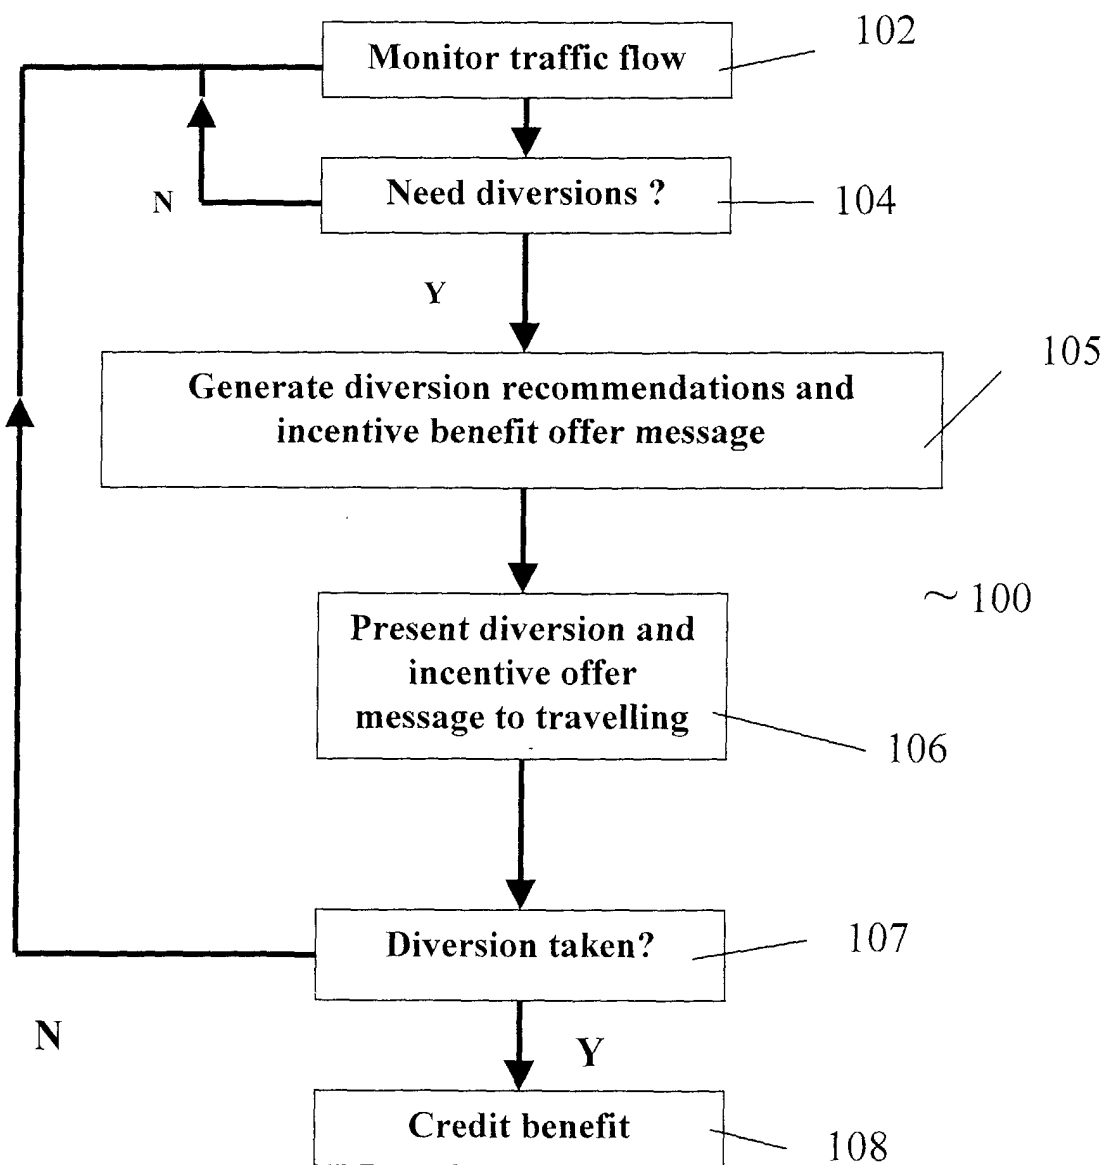 102
Monitor traffic flow
Need diversions ?
104
N
Y
105
Generate diversion recommendations and
incentive benefit offer message
~ 100
Present diversion and
incentive offer
message to travelling
106
Diversion taken?
107
N
Y
Credit benefit
108